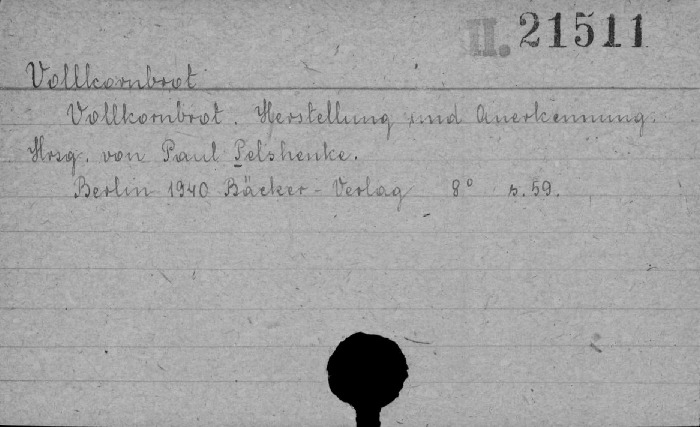 II. 21511
Vollkornbrot
Vollkornbrot. Herstellung und Anerkennung.
Hrsg. von Paul Pelshenke.
Berlin 1940 Bäcker-Verlag 8° s. 59.